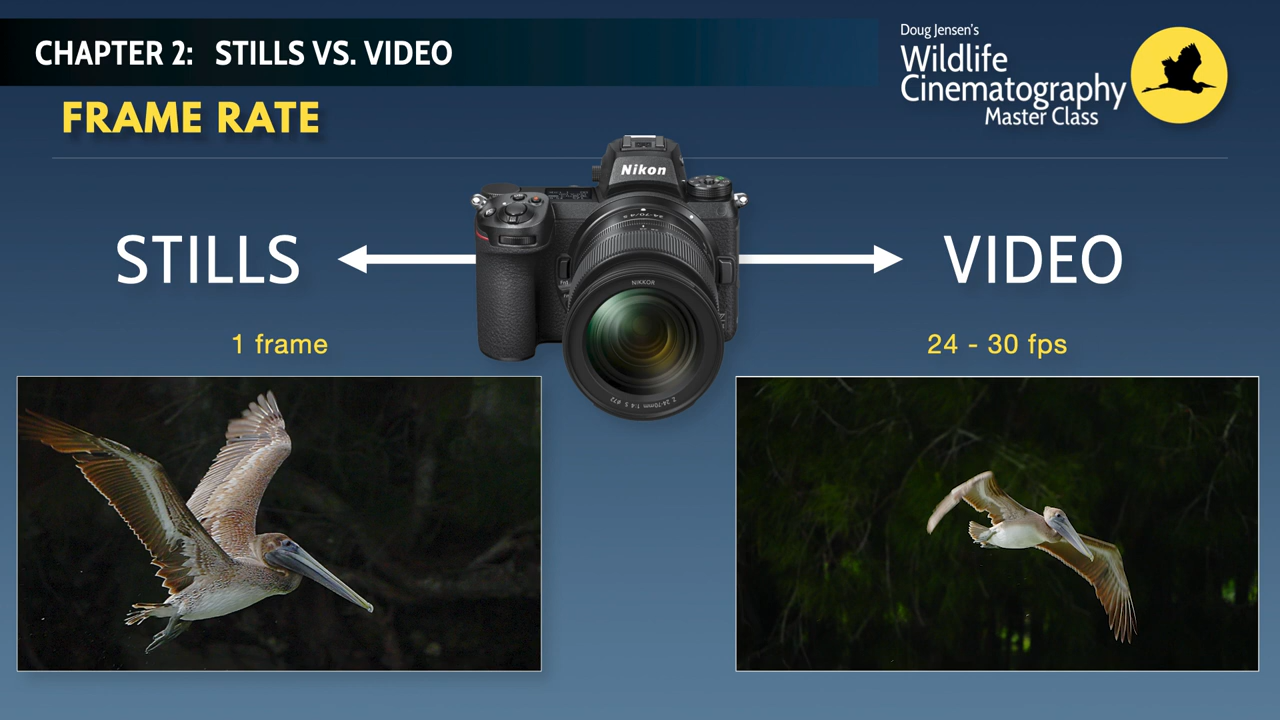 CHAPTER 2: STILLS VS. VIDEO
Doug Jensen's
Wildlife
Cinematography
Master Class
FRAME RATE
Nikon
STILLS
VIDEO
NIKKOR
1 frame
24 - 30 fps